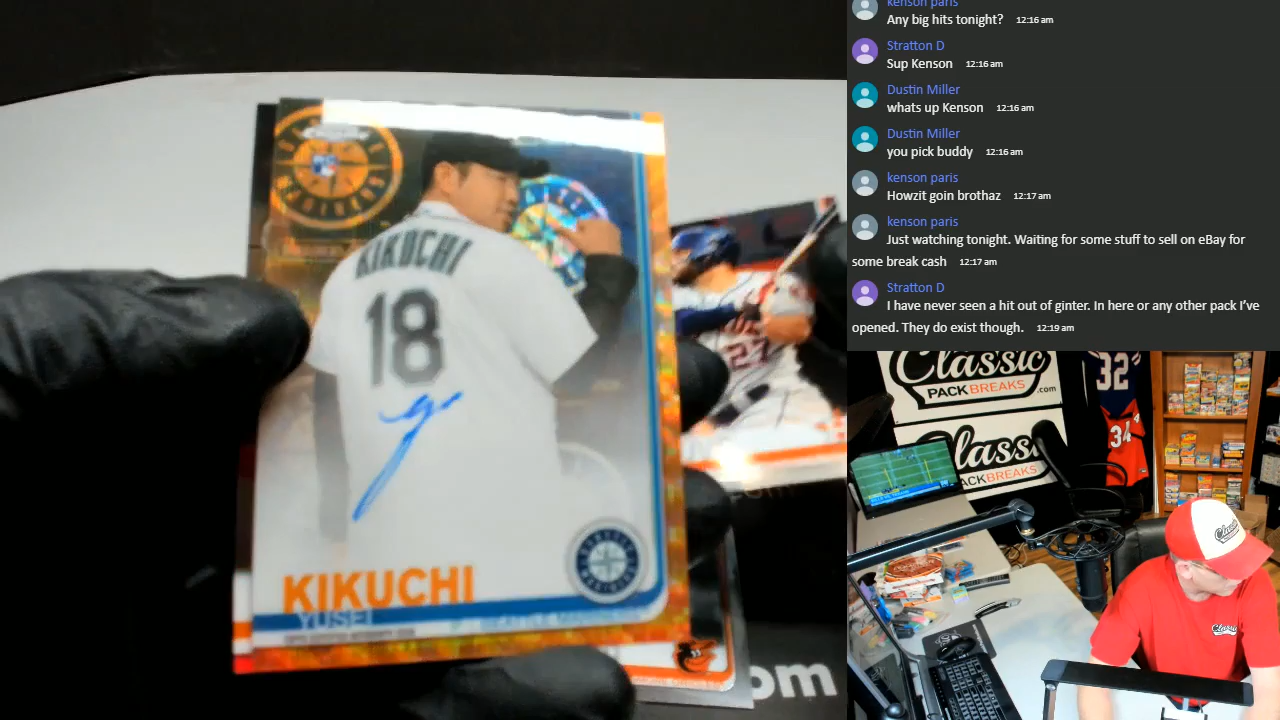 kenson paris
Any big hits tonight? 12:16 am
Stratton D
Sup Kenson 12:16 am
Dustin Miller
whats up Kenson 12:16 am
Dustin Miller
you pick buddy 12:16 am
kenson paris
Howzit goin brothaz 12:17 am
kenson paris
Just watching tonight. Waiting for some stuff to sell on eBay for
some break cash 12:17 am
Stratton D
I have never seen a hit out of ginter. In here or any other pack I've
opened. They do exist though. 12:19 am
KIKUCHI
18
KIKUCHI
YUSEI
om
Classic
PACKBREAKS.com
Classic
PACKBREAKS
32
34
Classic